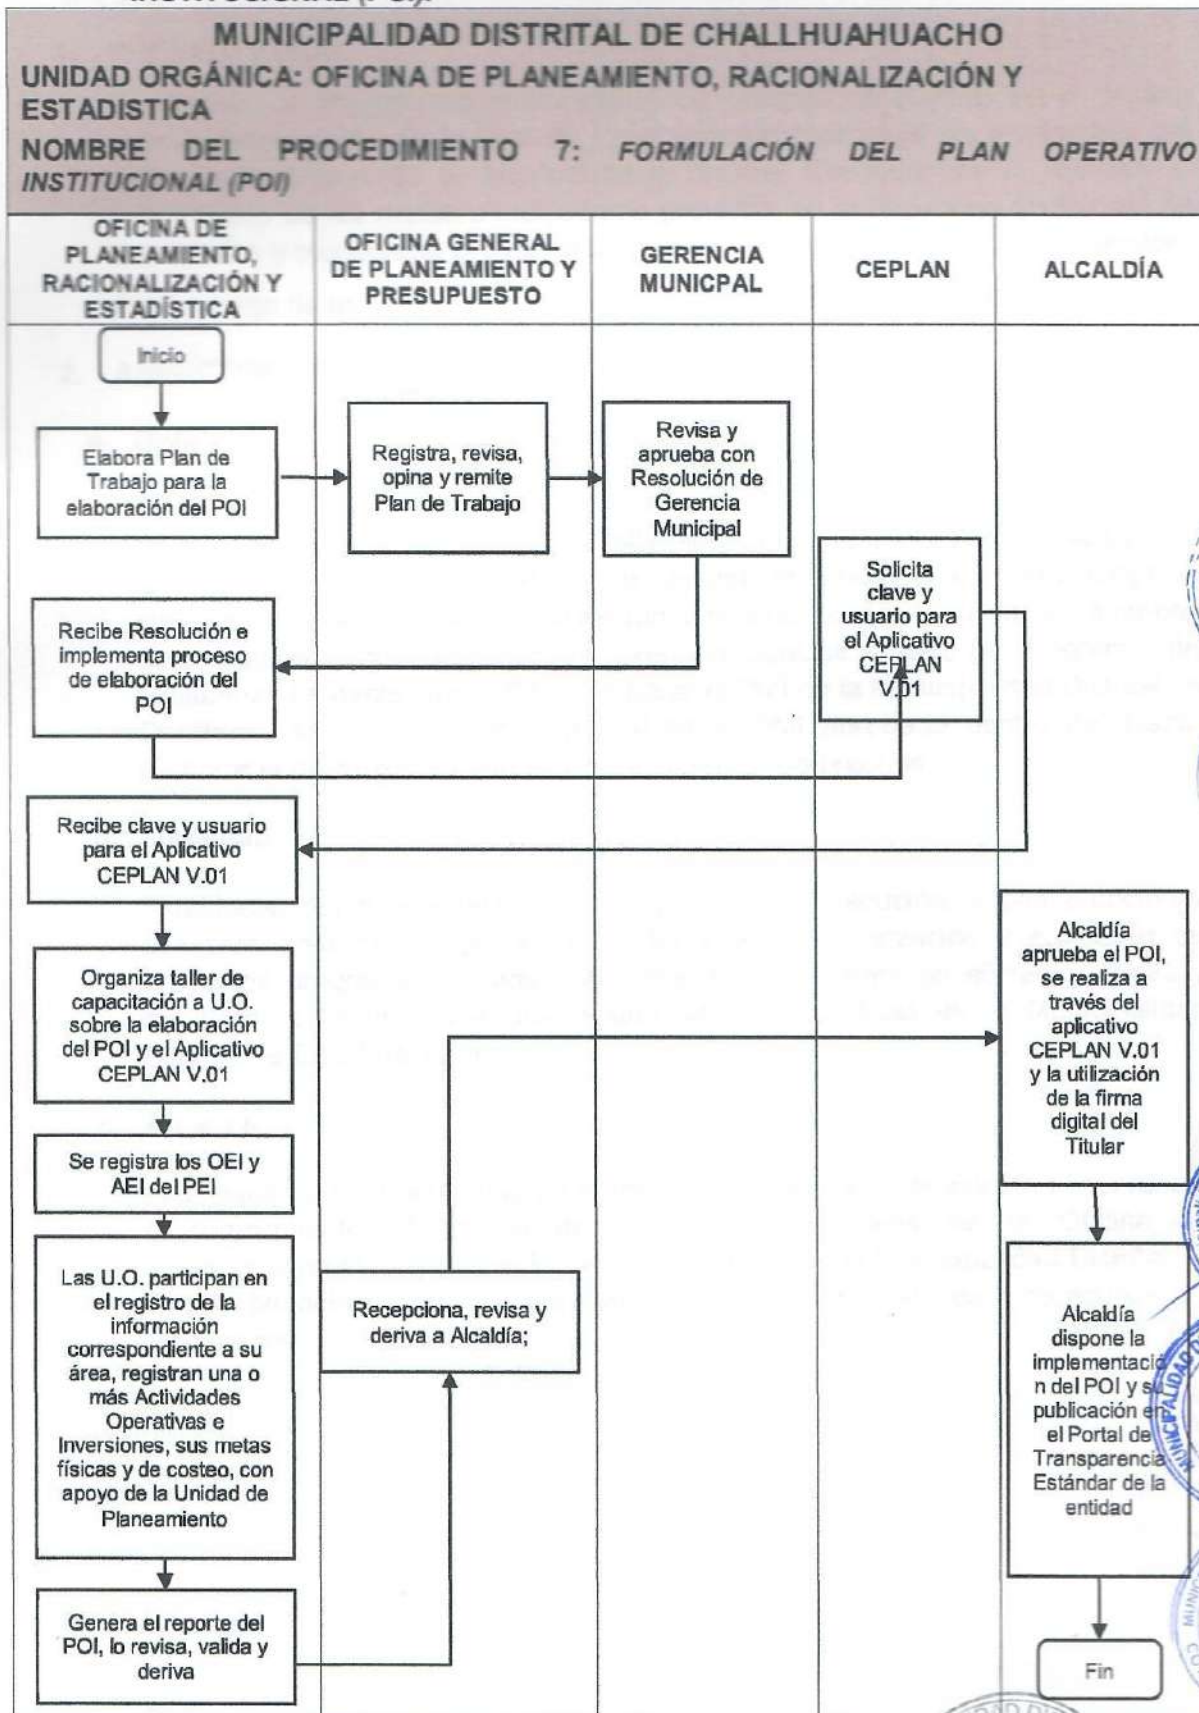 INSTITUCIONAL (POI).
MUNICIPALIDAD DISTRITAL DE CHALLHUAHUACHO
UNIDAD ORGÁNICA: OFICINA DE PLANEAMIENTO, RACIONALIZACIÓN Y
ESTADISTICA
NOMBRE DEL PROCEDIMIENTO 7: FORMULACIÓN DEL PLAN OPERATIVO
INSTITUCIONAL (POI)
OFICINA DE
PLANEAMIENTO,
RACIONALIZACIÓN Y
ESTADÍSTICA
OFICINA GENERAL
DE PLANEAMIENTO Y
PRESUPUESTO
GERENCIA
MUNICPAL
CEPLAN
ALCALDÍA
Inicio
Elabora Plan de
Trabajo para la
elaboración del POI
Registra, revisa,
opina y remite
Plan de Trabajo
Revisa y
aprueba con
Resolución de
Gerencia
Municipal
Solicita
clave y
usuario para
el Aplicativo
CEPLAN
V.01
Recibe Resolución e
implementa proceso
de elaboración del
POI
Recibe clave y usuario
para el Aplicativo
CEPLAN V.01
Organiza taller de
capacitación a U.O.
sobre la elaboración
del POI y el Aplicativo
CEPLAN V.01
Se registra los OEI y
AEI del PEI
Las U.O. participan en
el registro de la
información
correspondiente a su
área, registran una o
más Actividades
Operativas e
Inversiones, sus metas
físicas y de costeo, con
apoyo de la Unidad de
Planeamiento
Genera el reporte del
POI, lo revisa, valida y
deriva
Recepciona, revisa y
deriva a Alcaldía;
Alcaldía
aprueba el POI,
se realiza a
través del
aplicativo
CEPLAN V.01
y la utilización
de la firma
digital del
Titular
Alcaldía
dispone la
implementació
n del POI y su
publicación en
el Portal de
Transparencia
Estándar de la
entidad
Fin
MUNICIPALIDAD